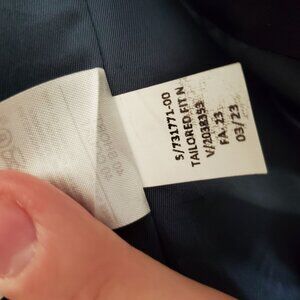 S/731771-00
TAILORED FIT N
V/2038353
FA. 23
03/23